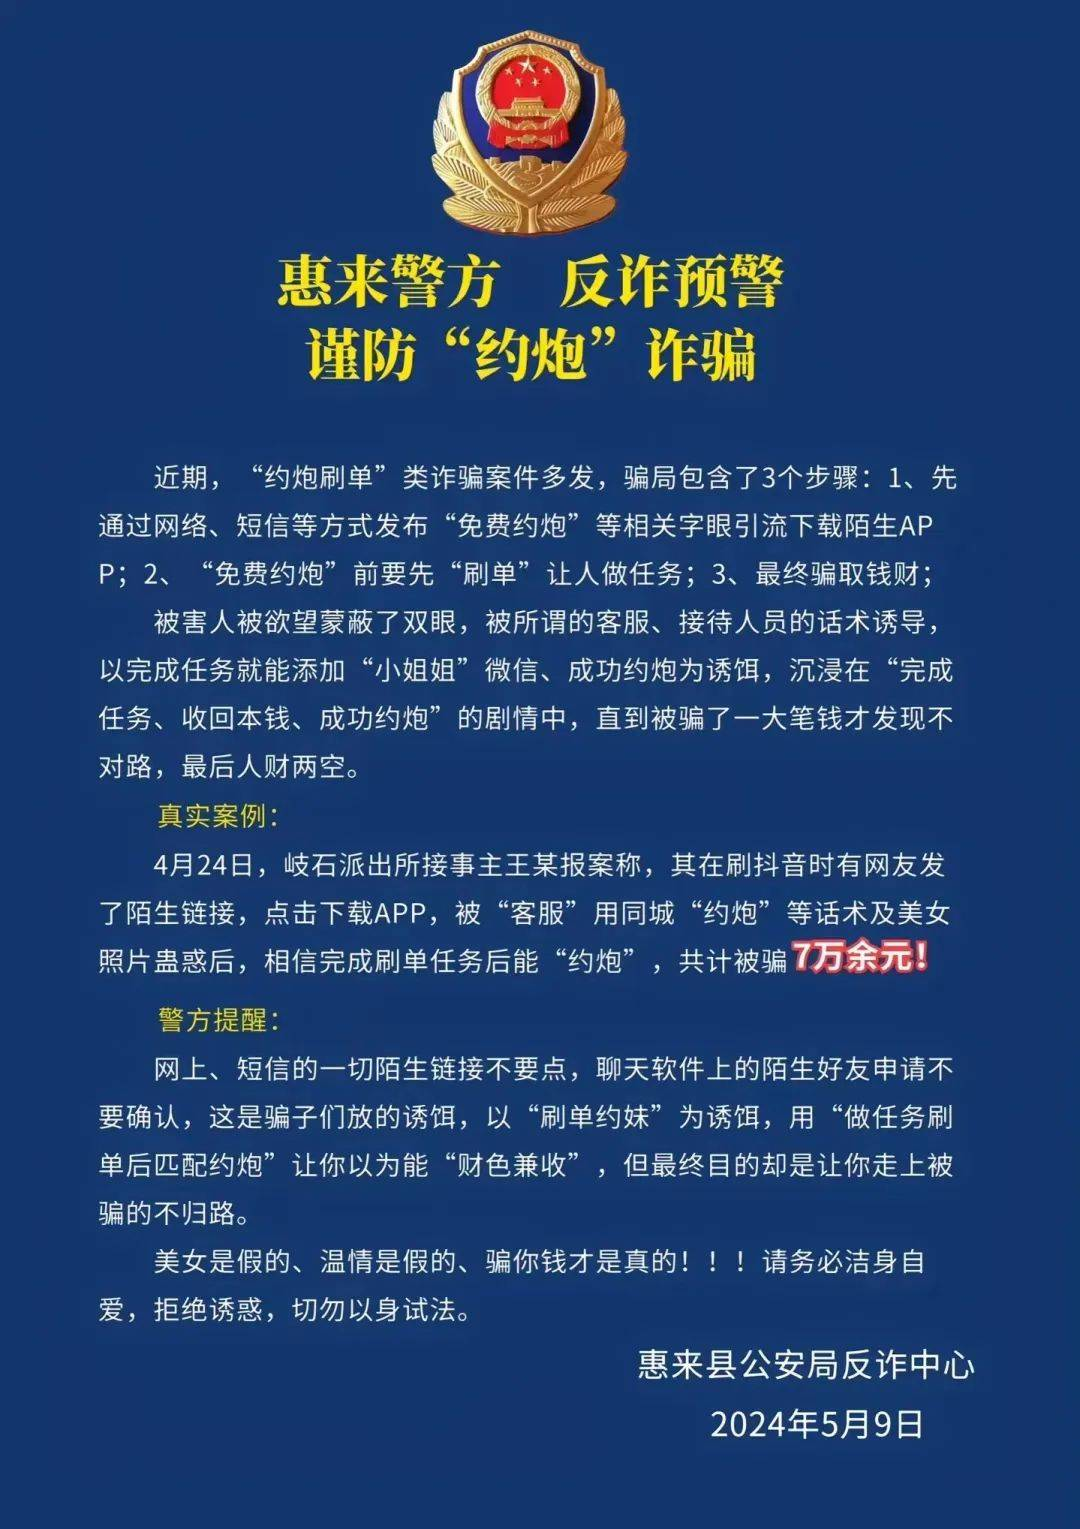 惠来警方　反诈预警
谨防“约炮”诈骗
近期，“约炮刷单”类诈骗案件多发，骗局包含了3个步骤：1、先
通过网络、短信等方式发布“免费约炮”等相关字眼引流下载陌生AP
P；2、“免费约炮”前要先“刷单”让人做任务；3、最终骗取钱财；
被害人被欲望蒙蔽了双眼，被所谓的客服、接待人员的话术诱导，
以完成任务就能添加“小姐姐”微信、成功约炮为诱饵，沉浸在“完成
任务、收回本钱、成功约炮”的剧情中，直到被骗了一大笔钱才发现不
对路，最后人财两空。
真实案例：
4月24日，岐石派出所接事主王某报案称，其在刷抖音时有网友发
了陌生链接，点击下载APP，被“客服”用同城“约炮”等话术及美女
照片蛊惑后，相信完成刷单任务后能“约炮”，共计被骗7万余元！
警方提醒：
网上、短信的一切陌生链接不要点，聊天软件上的陌生好友申请不
要确认，这是骗子们放的诱饵，以“刷单约妹”为诱饵，用“做任务刷
单后匹配约炮”让你以为能“财色兼收”，但最终目的却是让你走上被
骗的不归路。
美女是假的、温情是假的、骗你钱才是真的！！！请务必洁身自
爱，拒绝诱惑，切勿以身试法。
惠来县公安局反诈中心
2024年5月9日